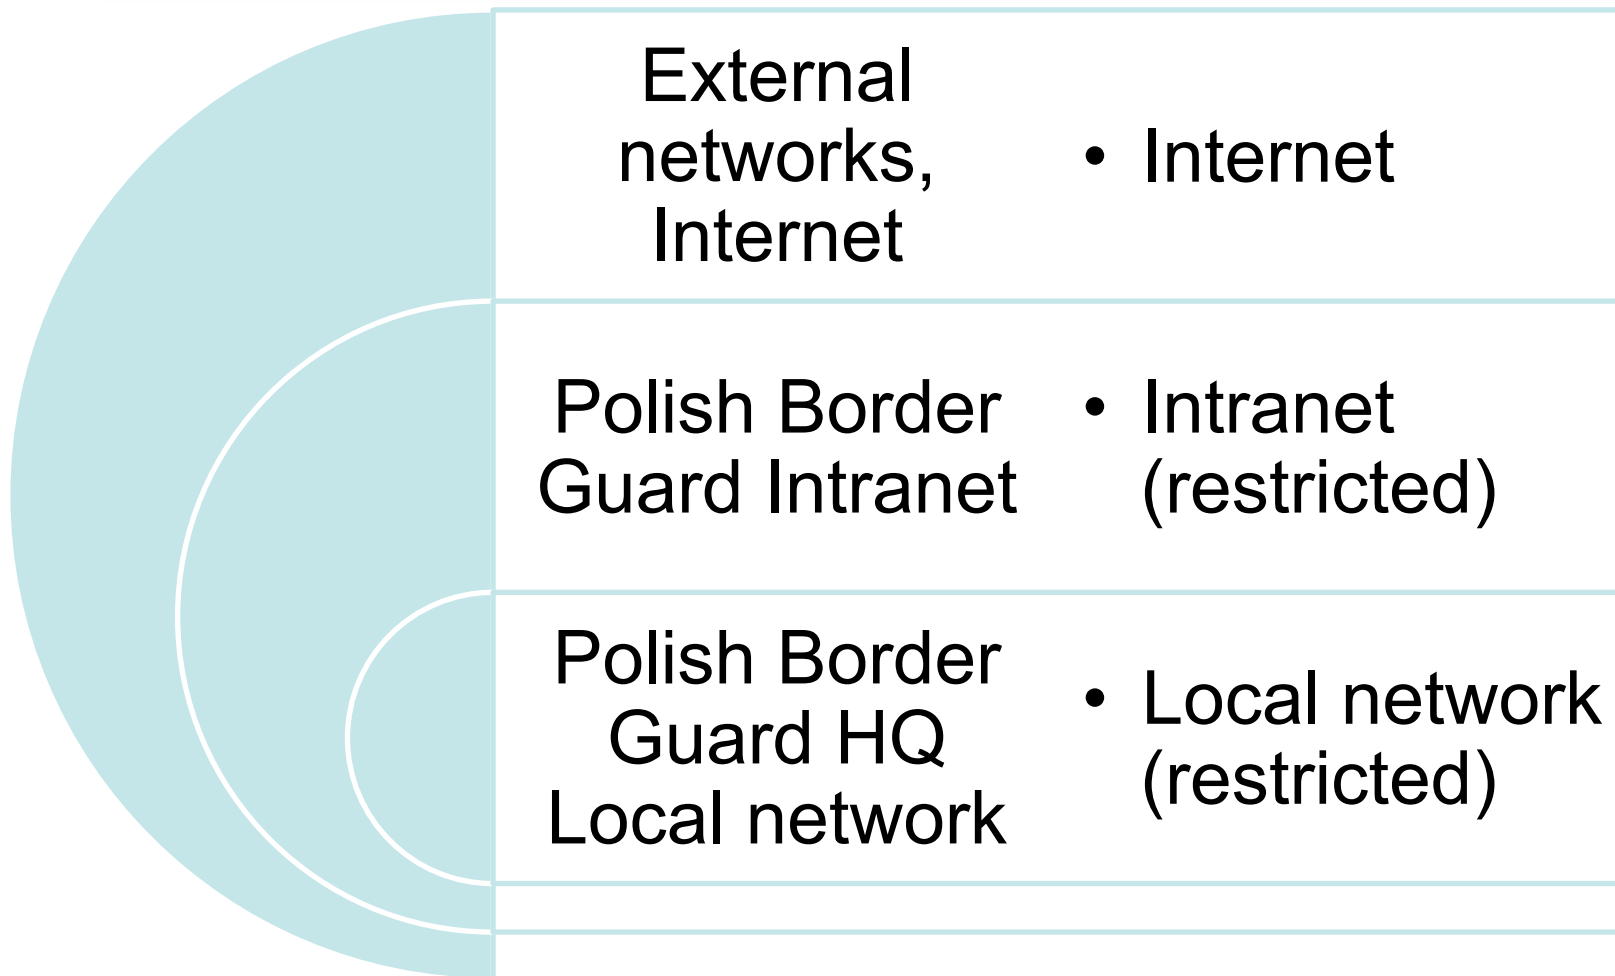 External
networks,
Internet
• Internet
Polish Border
Guard Intranet
• Intranet
(restricted)
Polish Border
Guard HQ
Local network
• Local network
(restricted)